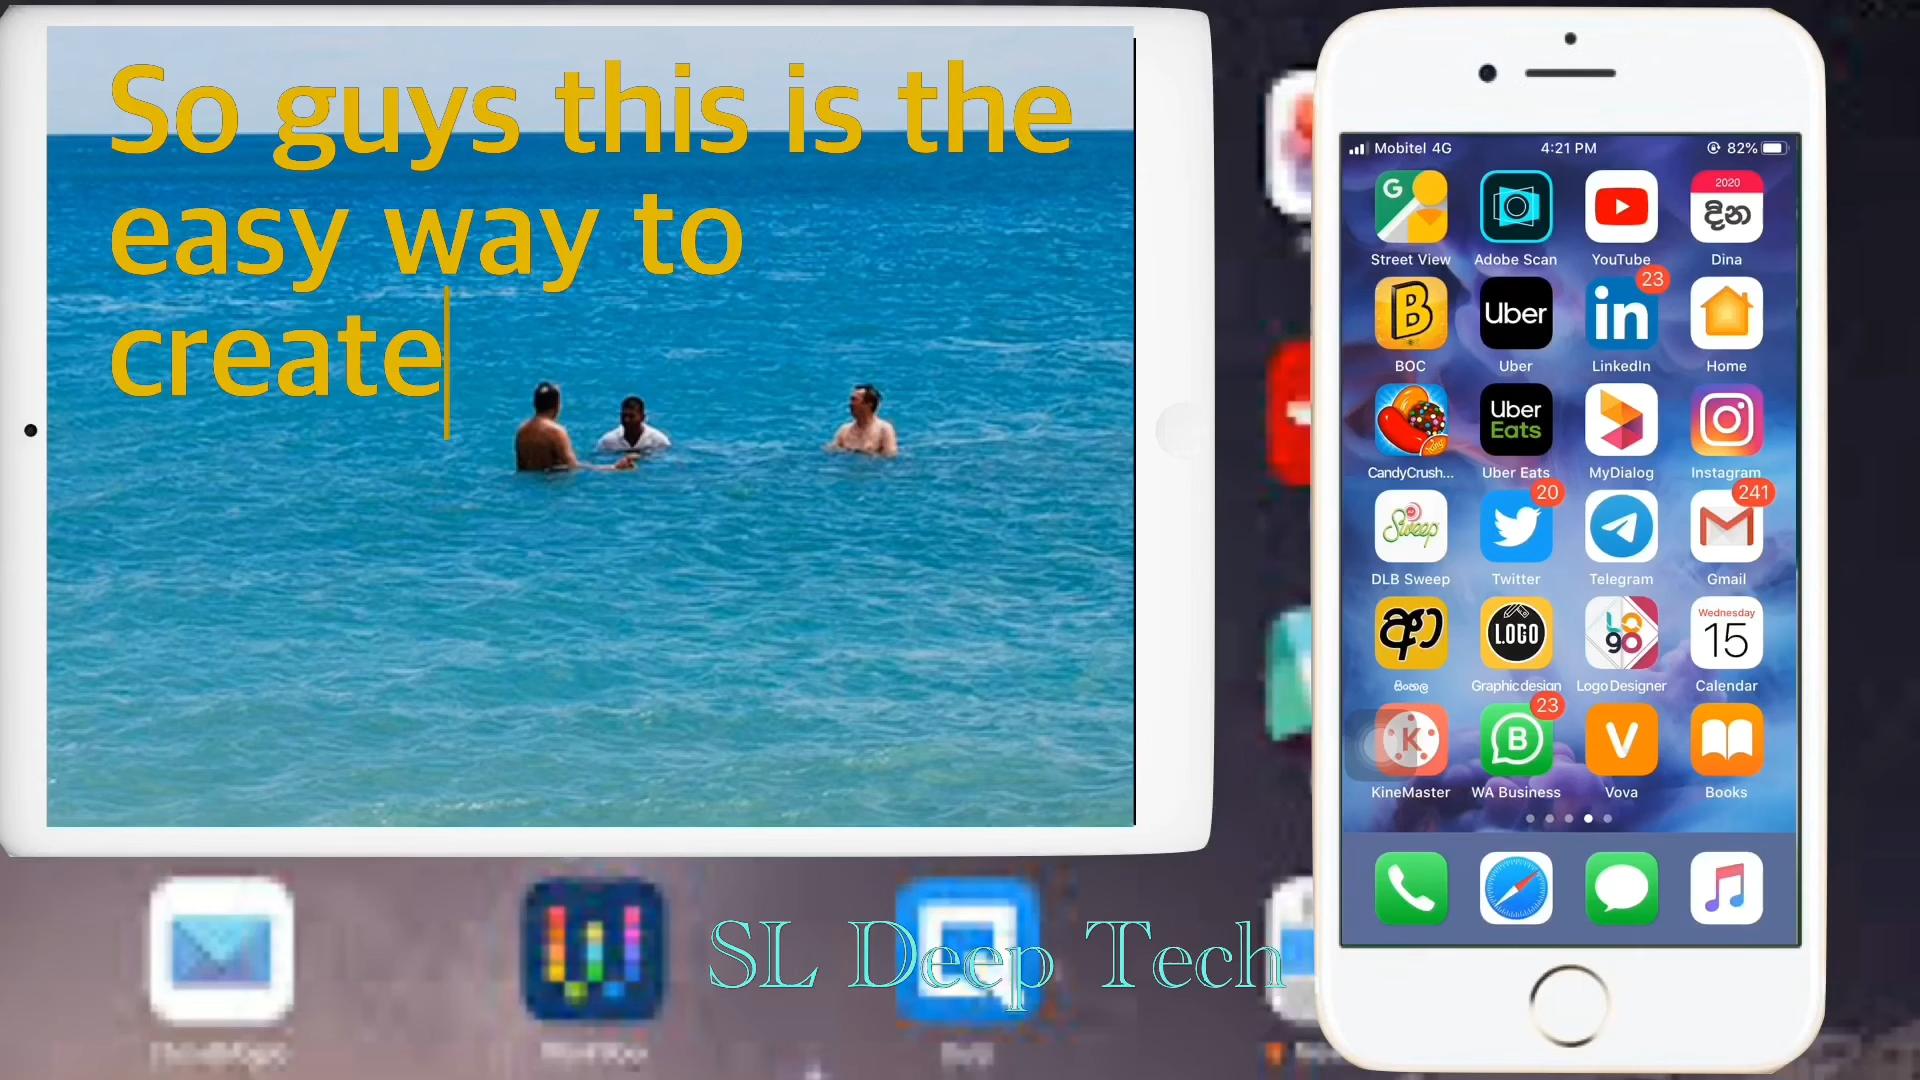 So guys this is the
easy way to
create
Mobitel 4G 4:21 PM 82%
G
2020
දින
Street View Adobe Scan YouTube Dina
23
B Uber in
BOC Uber LinkedIn Home
Uber
Eats
King
CandyCrush... Uber Eats MyDialog Instagram
20 241
Sweep
DLB Sweep Twitter Telegram Gmail
Wednesday
LOGO 15
සිංහල Graphicdesign Logo Designer Calendar
23
K B V
KineMaster WA Business Vova Books
SL Deep Tech